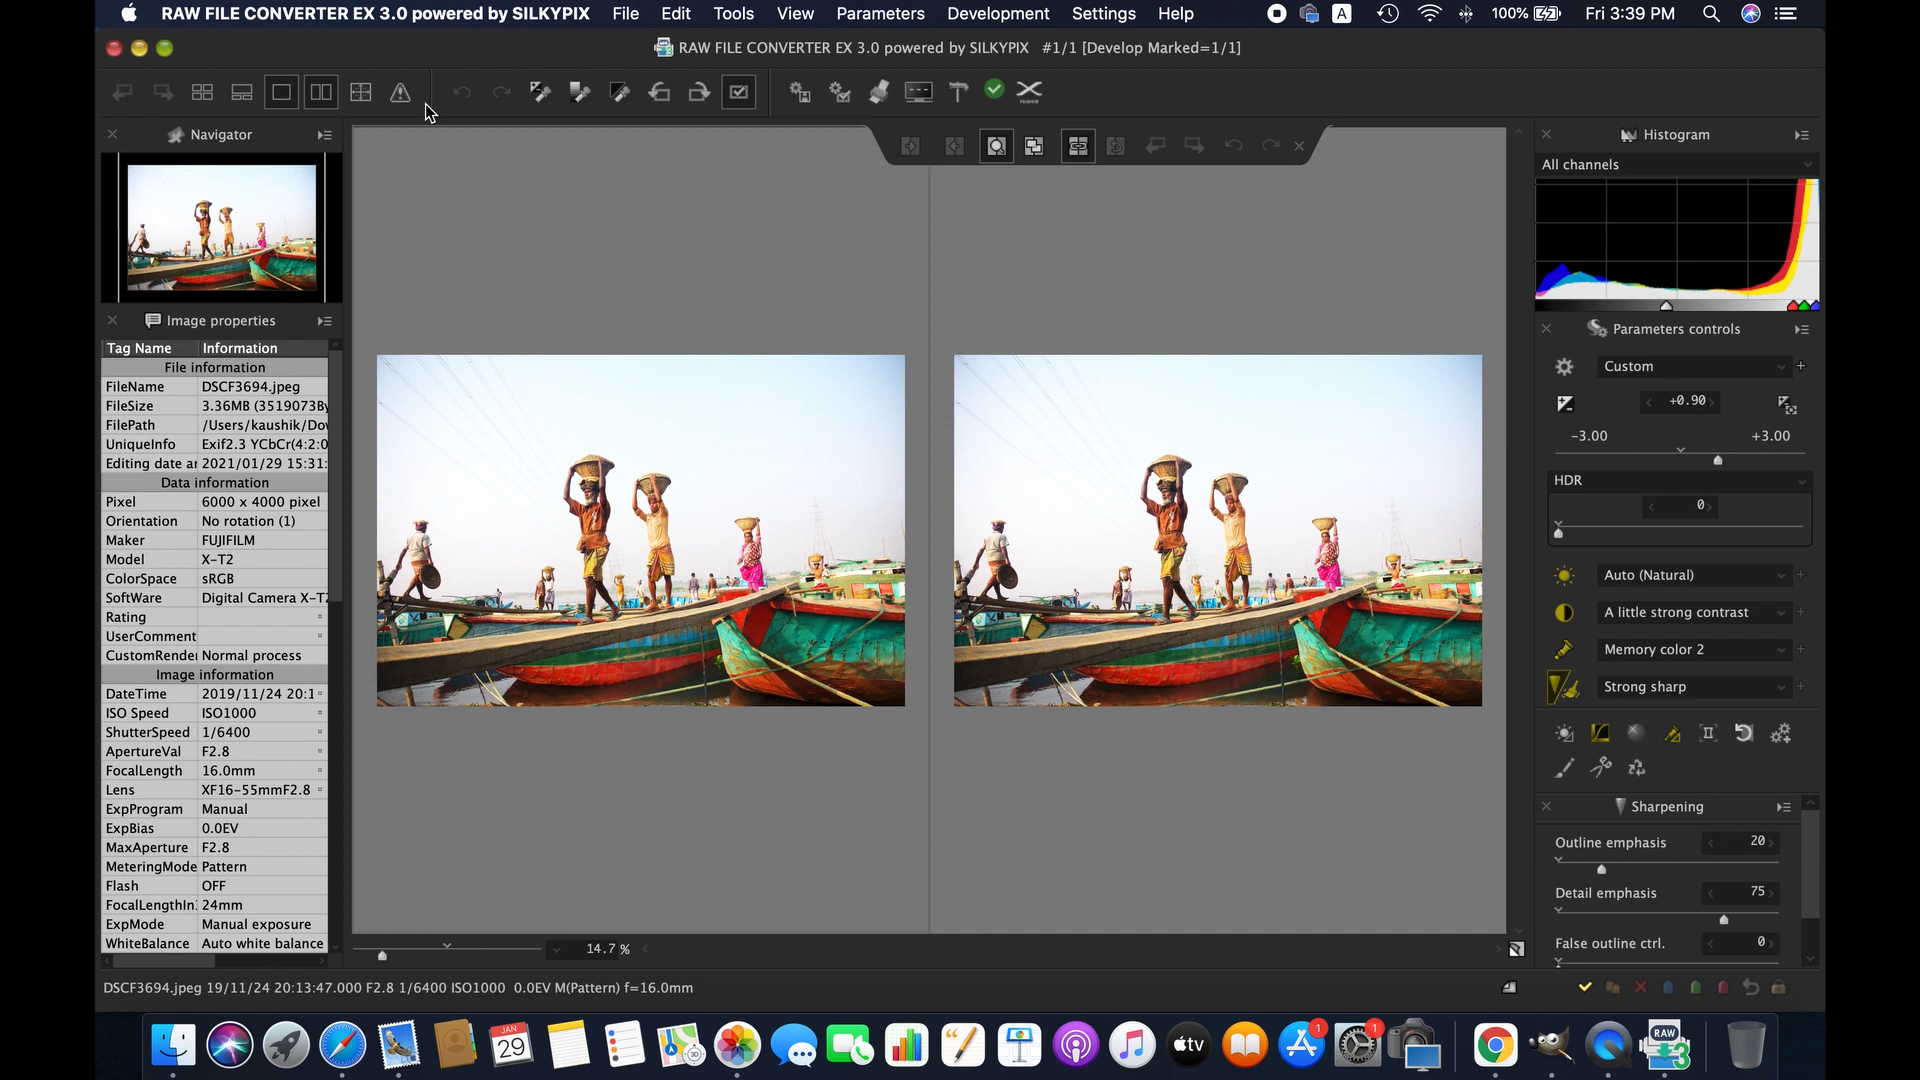 RAW FILE CONVERTER EX 3.0 powered by SILKYPIX File Edit Tools View Parameters Development Settings Help A 100% Fri 3:39 PM
RAW FILE CONVERTER EX 3.0 powered by SILKYPIX #1/1 [Develop Marked=1/1]
Navigator
Image properties
Tag Name Information
File information
FileName DSCF3694.jpeg
FileSize 3.36MB (3519073By
FilePath /Users/kaushik/Do
UniqueInfo Exif2.3 YCbCr(4:2:0
Editing date ar 2021/01/29 15:31:
Data information
Pixel 6000 x 4000 pixel
Orientation No rotation (1)
Maker FUJIFILM
Model X-T2
ColorSpace sRGB
SoftWare Digital Camera X-T2
Rating
UserComment
CustomRender Normal process
Image information
DateTime 2019/11/24 20:1
ISO Speed ISO1000
ShutterSpeed 1/6400
ApertureVal F2.8
FocalLength 16.0mm
Lens XF16-55mmF2.8
ExpProgram Manual
ExpBias 0.0EV
MaxAperture F2.8
MeteringMode Pattern
Flash OFF
FocalLengthIn: 24mm
ExpMode Manual exposure
WhiteBalance Auto white balance
14.7 %
Histogram
All channels
Parameters controls
Custom
+0.90
-3.00 +3.00
HDR
0
Auto (Natural)
A little strong contrast
Memory color 2
Strong sharp
Sharpening
Outline emphasis 20
Detail emphasis 75
False outline ctrl. 0
DSCF3694.jpeg 19/11/24 20:13:47.000 F2.8 1/6400 ISO1000 0.0EV M(Pattern) f=16.0mm
JAN
29
tv
1
1
RAW
3